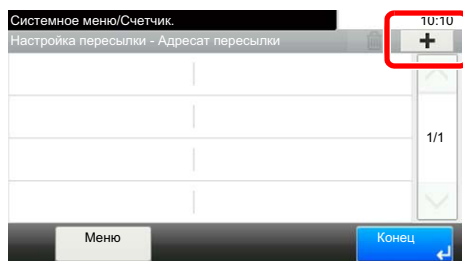 Системное меню/Счетчик. 10:10
Настройка пересылки - Адресат пересылки
1/1
Меню Конец